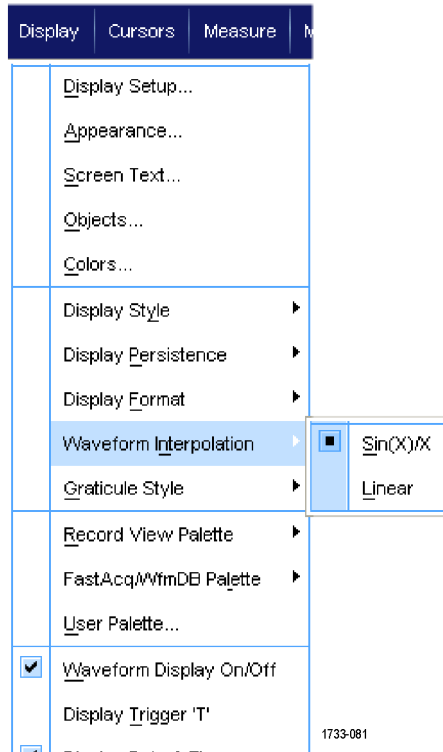 Display Cursors Measure
Display Setup...
Appearance...
Screen Text...
Objects...
Colors...
Display Style
Display Persistence
Display Format
Waveform Interpolation
Sin(X)/X
Linear
Graticule Style
Record View Palette
FastAcq/WfmDB Palette
User Palette...
Waveform Display On/Off
Display Trigger 'T'
1733-081